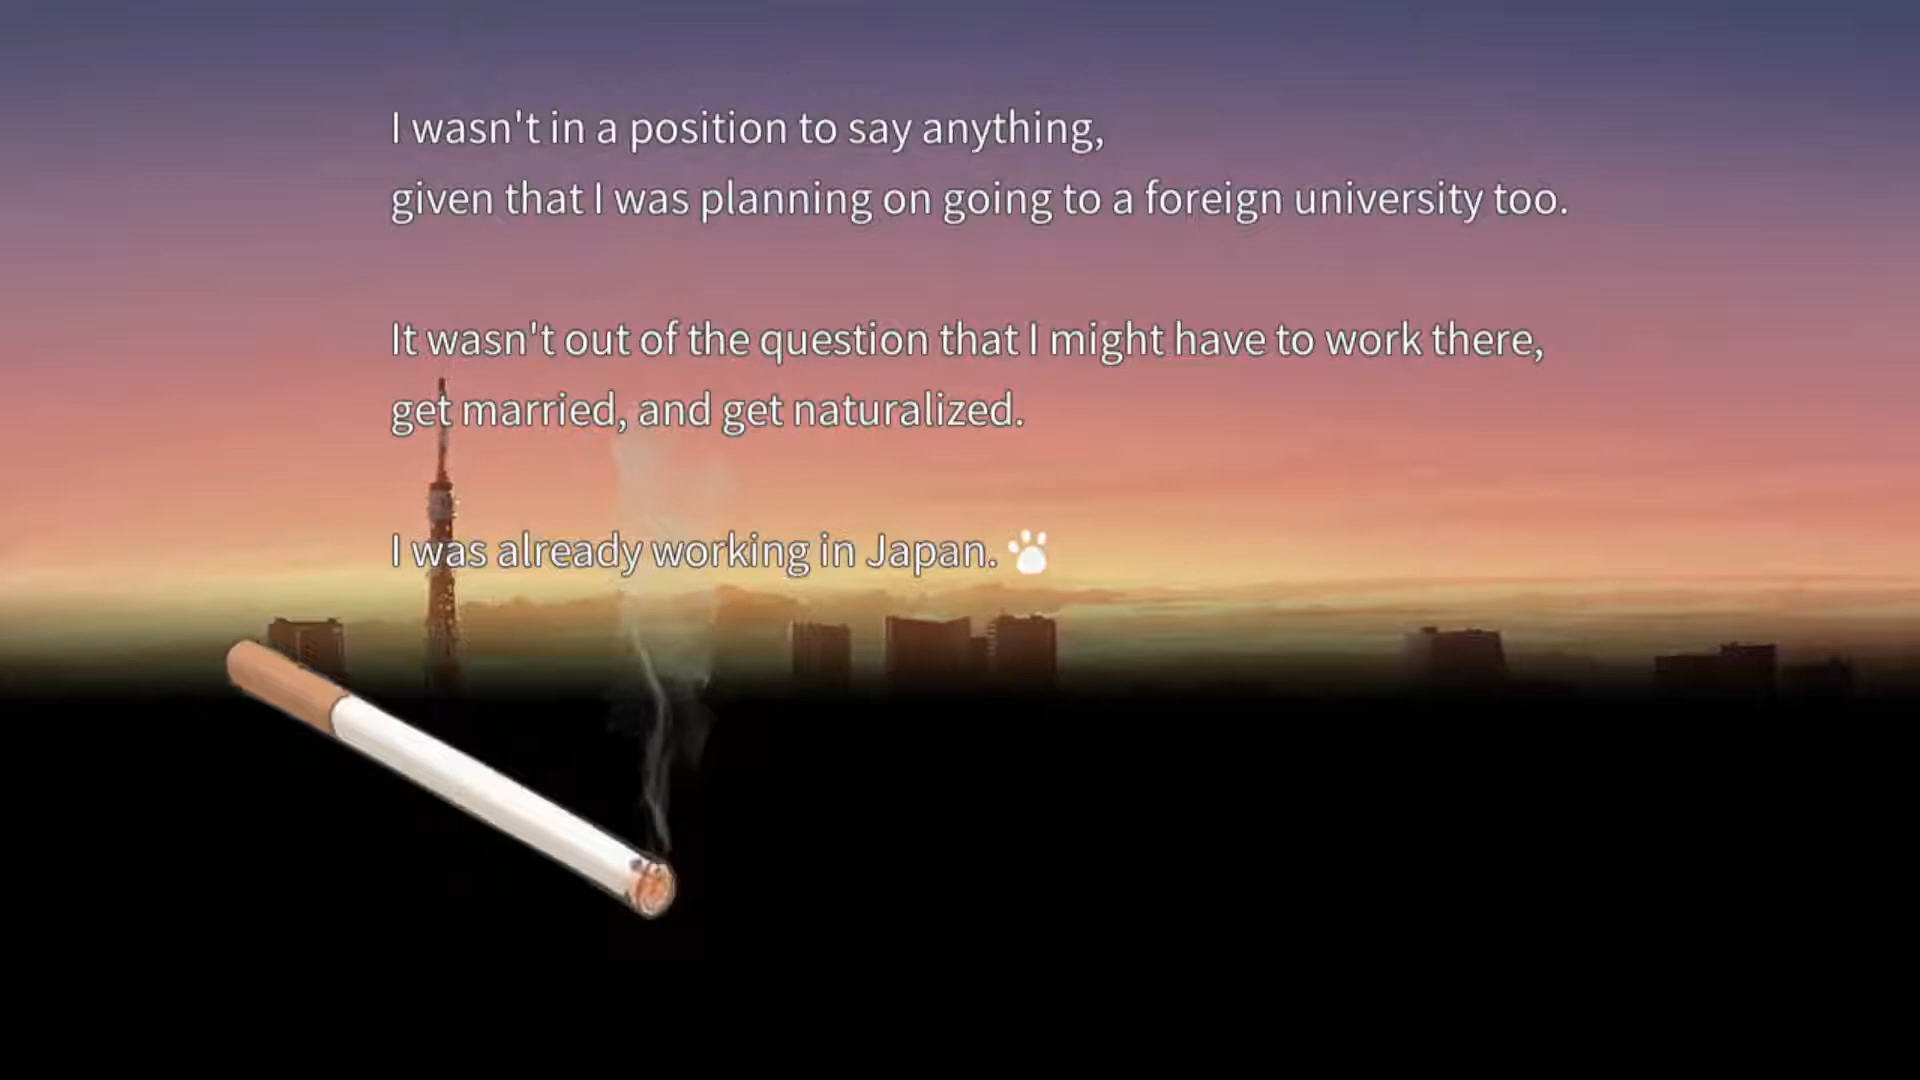 I wasn't in a position to say anything,
given that I was planning on going to a foreign university too.
It wasn't out of the question that I might have to work there,
get married, and get naturalized.
I was already working in Japan.